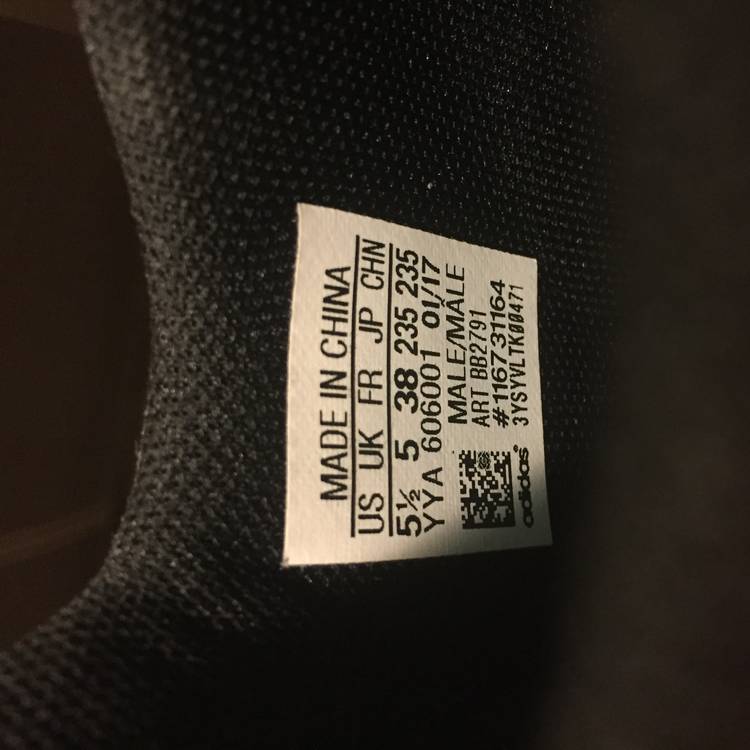 MADE IN CHINA
US UK FR JP CHN
5½ 5 38 235 235
YYA 606001 01/17
MALE/MÂLE
ART BB2791
#116731164
3YSYVLTK00471
adidas®